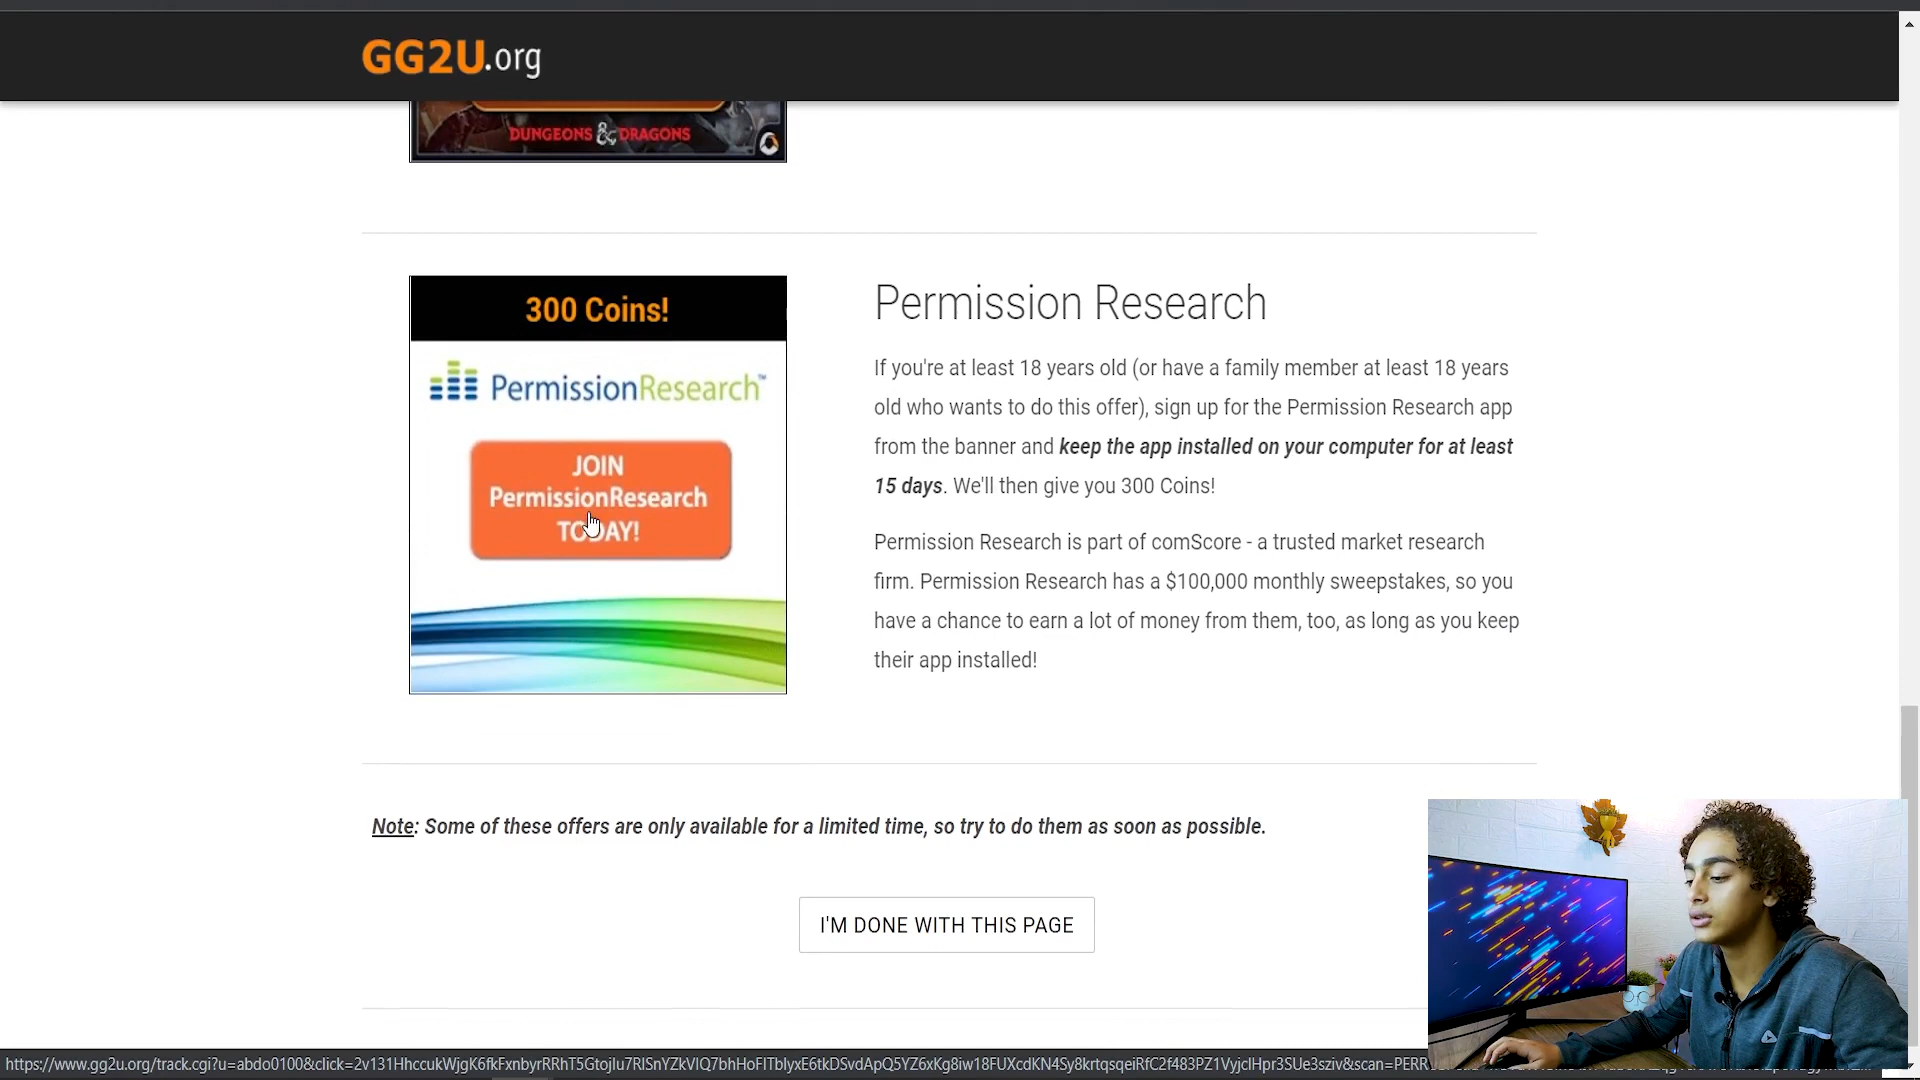 GG2U.org
DUNGEONS & DRAGONS
300 Coins!
PermissionResearch™
JOIN
PermissionResearch
TODAY!
Permission Research
If you're at least 18 years old (or have a family member at least 18 years
old who wants to do this offer), sign up for the Permission Research app
from the banner and keep the app installed on your computer for at least
15 days. We'll then give you 300 Coins!
Permission Research is part of comScore - a trusted market research
firm. Permission Research has a $100,000 monthly sweepstakes, so you
have a chance to earn a lot of money from them, too, as long as you keep
their app installed!
Note: Some of these offers are only available for a limited time, so try to do them as soon as possible.
I'M DONE WITH THIS PAGE